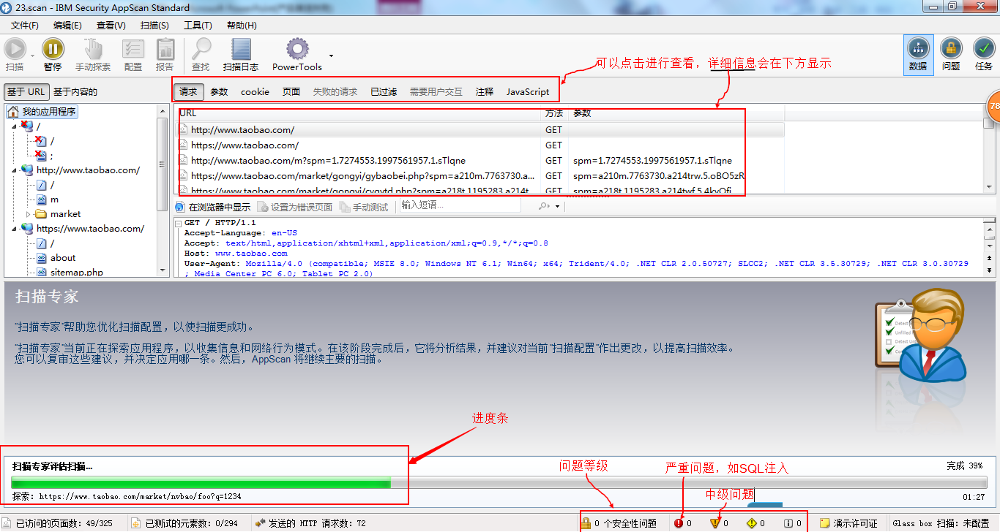 23.scan - IBM Security AppScan Standard
文件(F) 编辑(E) 查看(V) 扫描(S) 工具(T) 帮助(H)
扫描 暂停 手动探索 配置 报告 查找 扫描日志 PowerTools 数据 问题 任务
可以点击进行查看，详细信息会在下方显示
基于 URL 基于内容的
请求 参数 cookie 页面 失败的请求 已过滤 需要用户交互 注释 JavaScript
78
我的应用程序
/
/
;
http://www.taobao.com/
/
m
market
https://www.taobao.com/
/
about
sitemap.php
URL 方法 参数
http://www.taobao.com/ GET
https://www.taobao.com/ GET
http://www.taobao.com/m?spm=1.7274553.1997561957.1.sTlqne GET spm=1.7274553.1997561957.1.sTlqne
https://www.taobao.com/market/gongyi/gybaobei.php?spm=a210m.7763730.a... GET spm=a210m.7763730.a214trw.5.oBO5zR
https://www.taobao.com/market/gongyi/cygytd.php?spm=a218t.1195283.a214t... GET spm=a218t.1195283.a214twf.5.4kvOfi
在浏览器中显示 设置为错误页面 手动测试 输入短语...
GET / HTTP/1.1
Accept-Language: en-US
Accept: text/html,application/xhtml+xml,application/xml;q=0.9,*/*;q=0.8
Host: www.taobao.com
User-Agent: Mozilla/4.0 (compatible; MSIE 8.0; Windows NT 6.1; Win64; x64; Trident/4.0; .NET CLR 2.0.50727; SLCC2; .NET CLR 3.5.30729; .NET CLR 3.0.30729
; Media Center PC 6.0; Tablet PC 2.0)
扫描专家
“扫描专家”帮助您优化扫描配置，以使扫描更成功。
“扫描专家”当前正在探索应用程序，以收集信息和网络行为模式。在该阶段完成后，它将分析结果，并建议对当前“扫描配置”作出更改，以提高扫描效率。
您可以复审这些建议，并决定应用哪一条。然后，AppScan 将继续主要的扫描。
进度条
扫描专家评估扫描... 完成 39%
问题等级 严重问题，如SQL注入
中级问题
探索：https://www.taobao.com/market/nvbao/foo?q=1234 01:27
已访问的页面数：49/325 已测试的元素数：0/294 发送的 HTTP 请求数：72 0 个安全性问题 0 0 0 0 演示许可证 Glass box 扫描：未配置